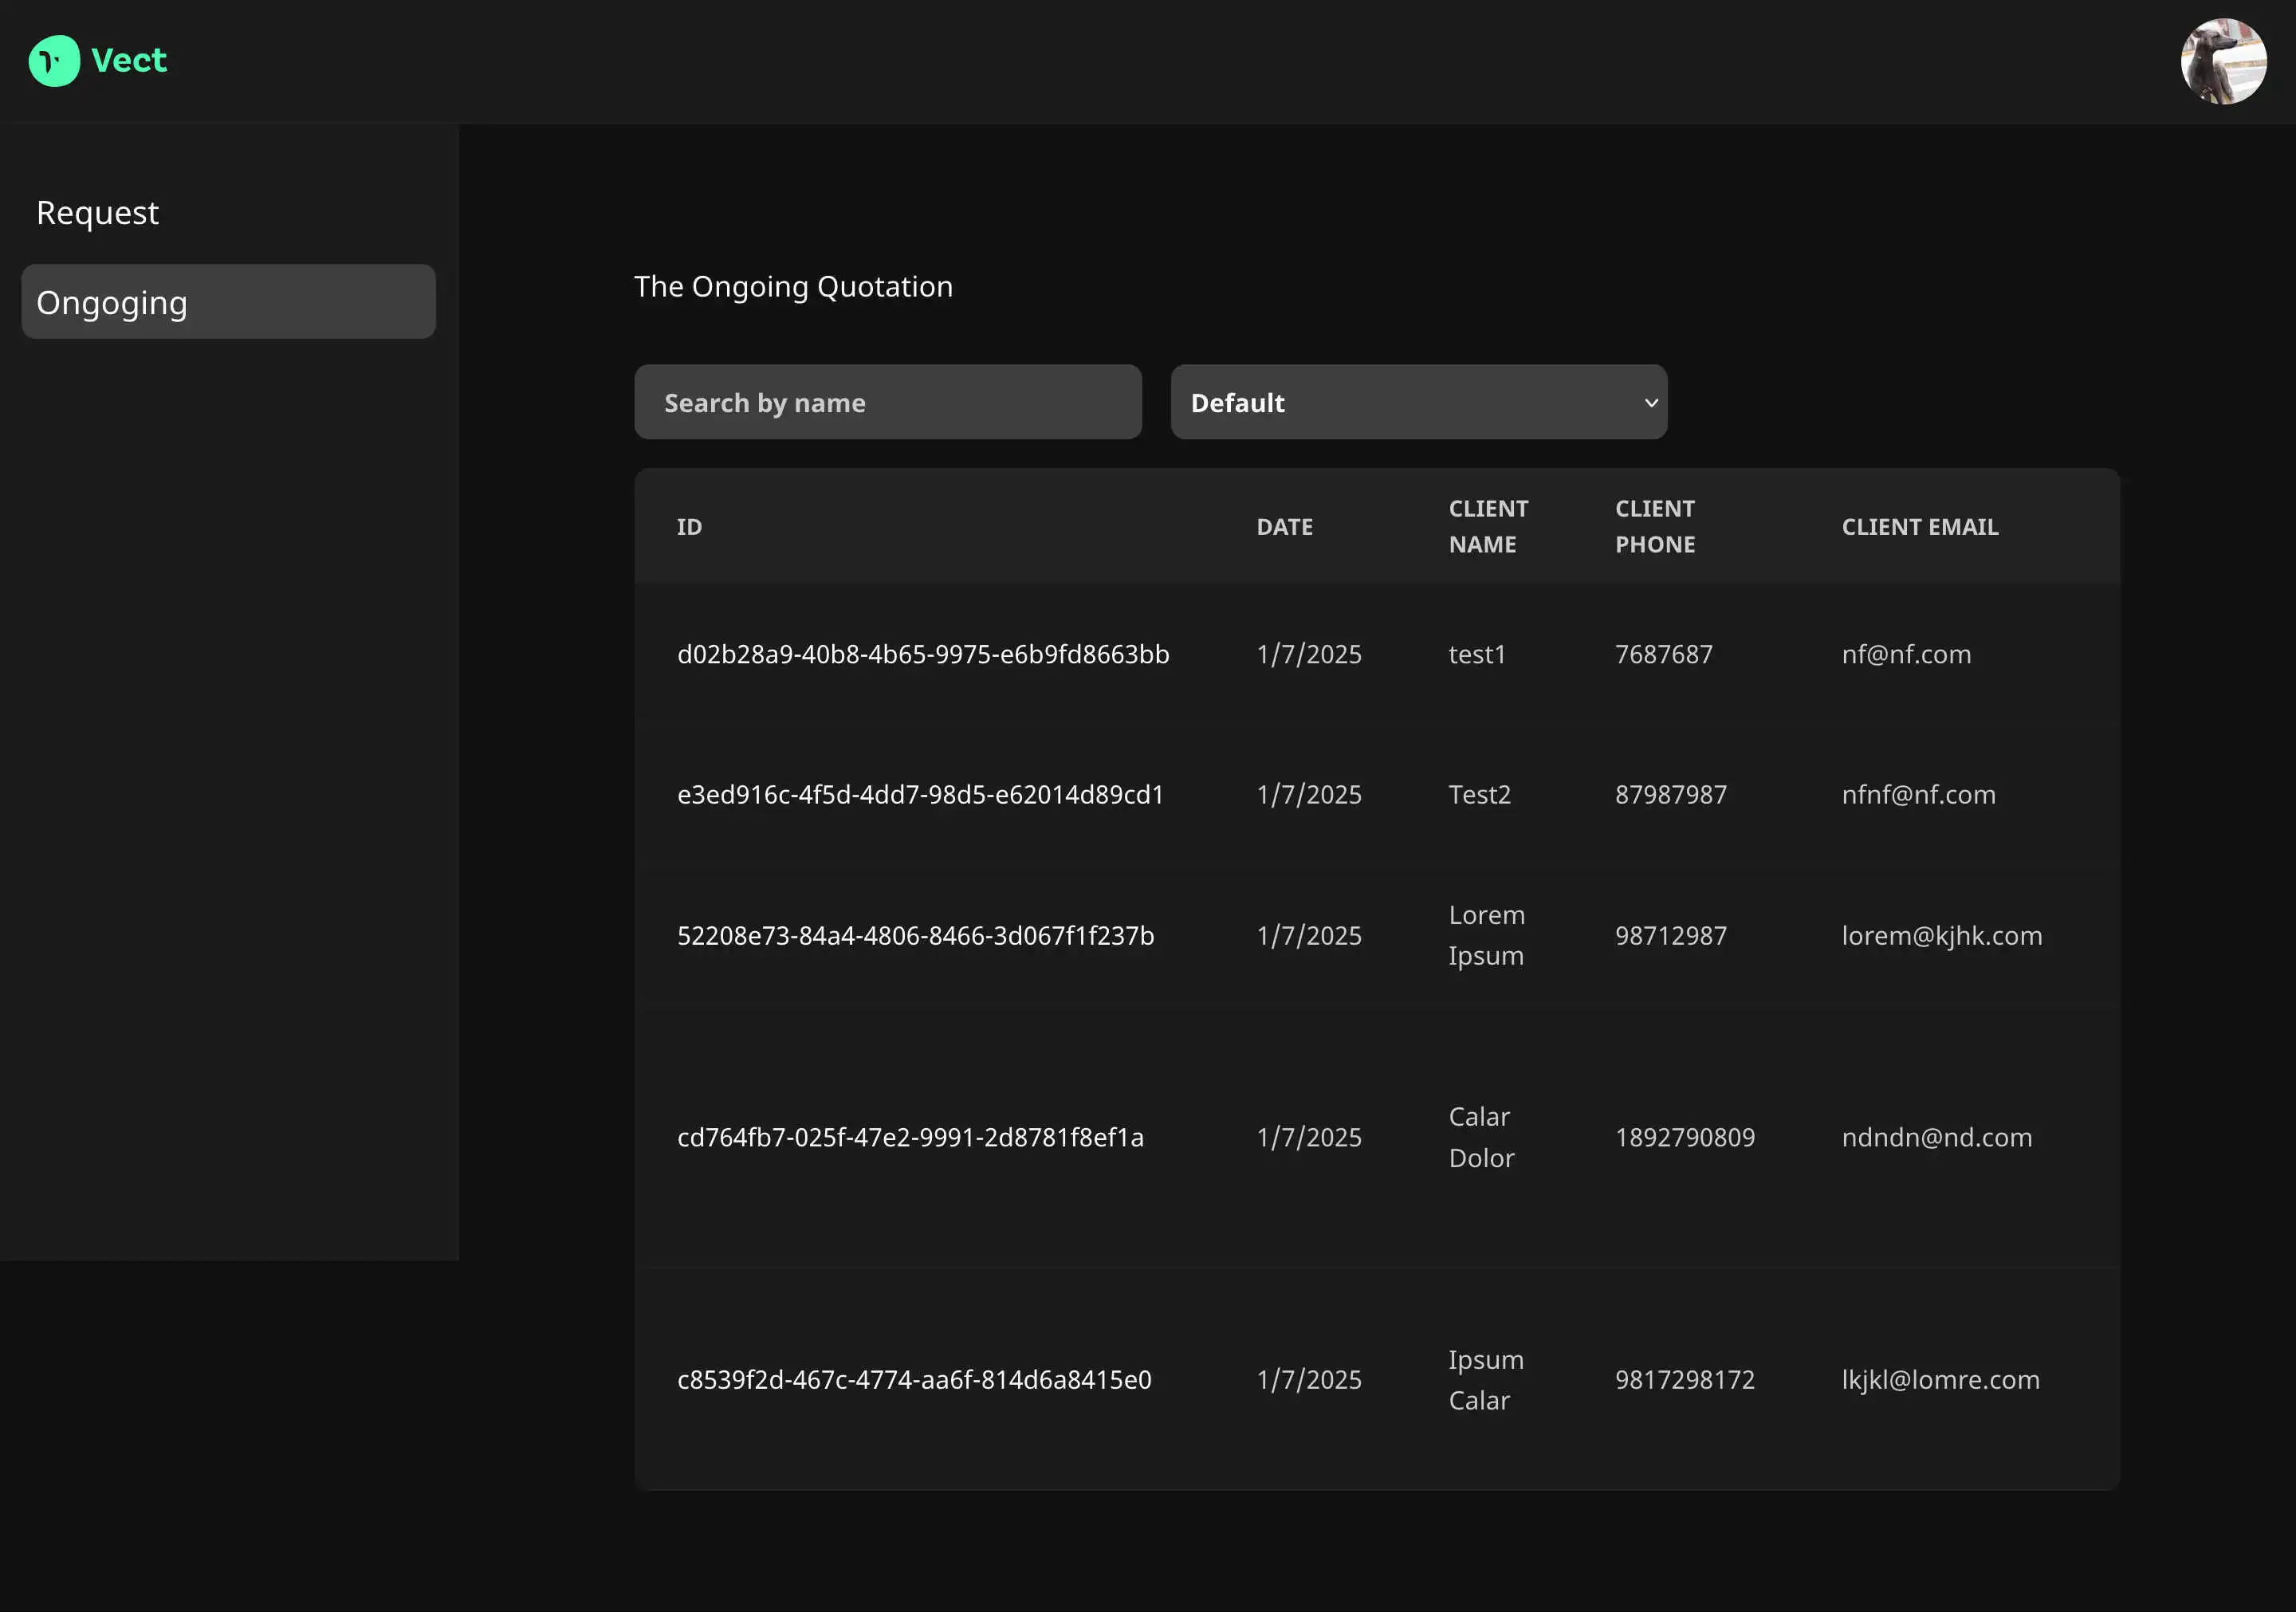 Vect
Request
Ongoging
The Ongoing Quotation
Search by name
Default
ID DATE CLIENT NAME CLIENT PHONE CLIENT EMAIL
d02b28a9-40b8-4b65-9975-e6b9fd8663bb 1/7/2025 test1 7687687 nf@nf.com
e3ed916c-4f5d-4dd7-98d5-e62014d89cd1 1/7/2025 Test2 87987987 nfnf@nf.com
52208e73-84a4-4806-8466-3d067f1f237b 1/7/2025 Lorem Ipsum 98712987 lorem@kjhk.com
cd764fb7-025f-47e2-9991-2d8781f8ef1a 1/7/2025 Calar Dolor 1892790809 ndndn@nd.com
c8539f2d-467c-4774-aa6f-814d6a8415e0 1/7/2025 Ipsum Calar 9817298172 lkjkl@lomre.com